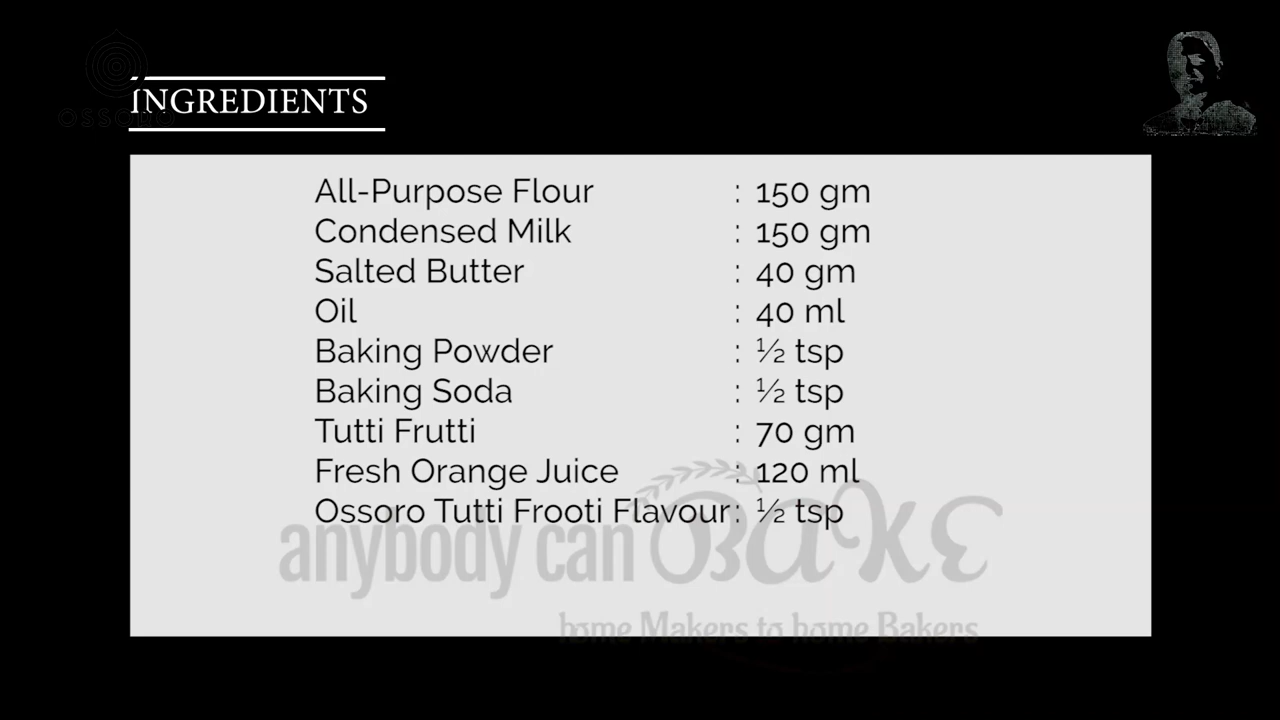 OSSORO
INGREDIENTS
All-Purpose Flour : 150 gm
Condensed Milk : 150 gm
Salted Butter : 40 gm
Oil : 40 ml
Baking Powder : ½ tsp
Baking Soda : ½ tsp
Tutti Frutti : 70 gm
Fresh Orange Juice : 120 ml
Ossoro Tutti Frooti Flavour : ½ tsp
anybody can BAKE
home Makers to home Bakers